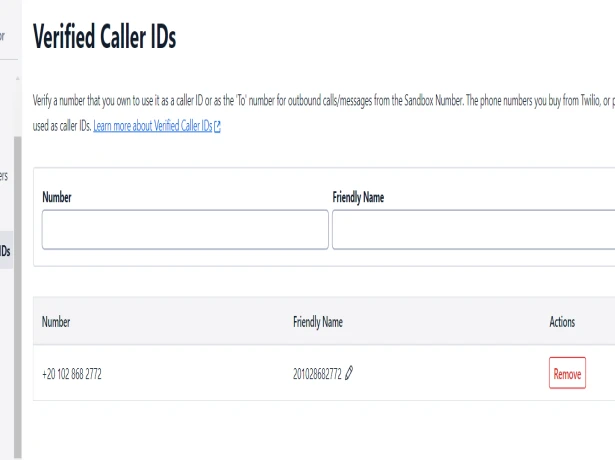 or
Verified Caller IDs
Verify a number that you own to use it as a caller ID or as the 'To' number for outbound calls/messages from the Sandbox Number. The phone numbers you buy from Twilio, or p
used as caller IDs. Learn more about Verified Caller IDs
ers
Number Friendly Name
IDs
Number Friendly Name Actions
+20 102 868 2772 201028682772 Remove